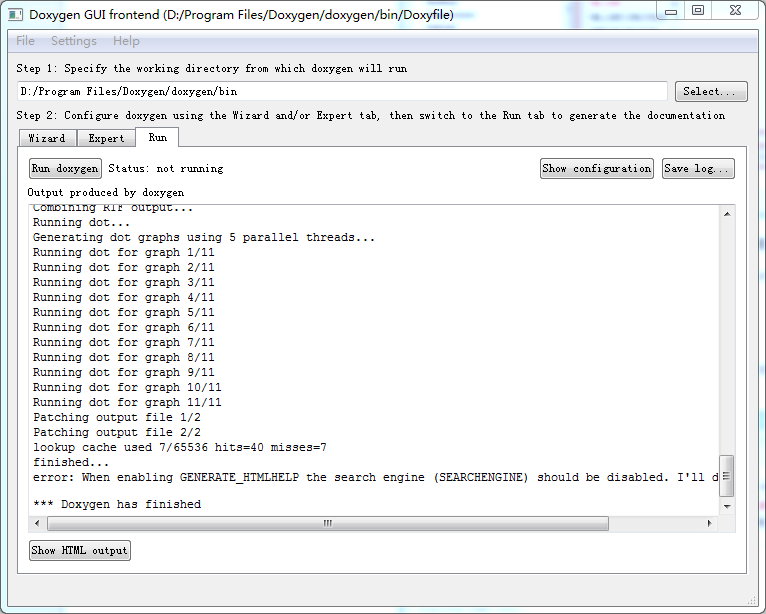 Doxygen GUI frontend (D:/Program Files/Doxygen/doxygen/bin/Doxyfile)
File Settings Help
Step 1: Specify the working directory from which doxygen will run
D:/Program Files/Doxygen/doxygen/bin
Select...
Step 2: Configure doxygen using the Wizard and/or Expert tab, then switch to the Run tab to generate the documentation
Wizard Expert Run
Run doxygen Status: not running Show configuration Save log...
Output produced by doxygen
Combining RTF output...
Running dot...
Generating dot graphs using 5 parallel threads...
Running dot for graph 1/11
Running dot for graph 2/11
Running dot for graph 3/11
Running dot for graph 4/11
Running dot for graph 5/11
Running dot for graph 6/11
Running dot for graph 7/11
Running dot for graph 8/11
Running dot for graph 9/11
Running dot for graph 10/11
Running dot for graph 11/11
Patching output file 1/2
Patching output file 2/2
lookup cache used 7/65536 hits=40 misses=7
finished...
error: When enabling GENERATE_HTMLHELP the search engine (SEARCHENGINE) should be disabled. I'll d
*** Doxygen has finished
Show HTML output